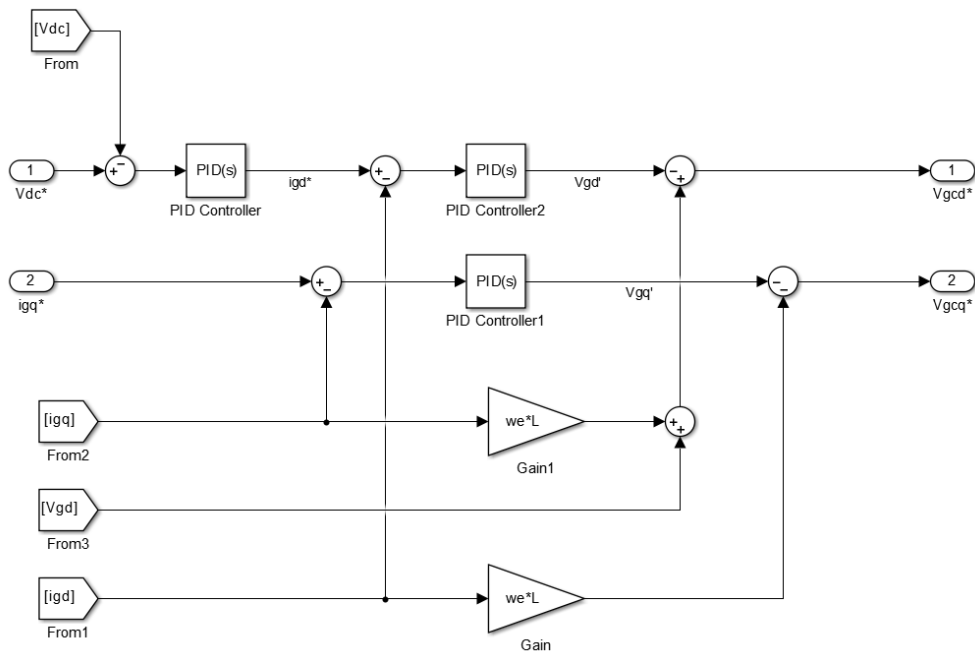 [Vdc]
From
1
Vdc*
+
−
PID(s)
PID Controller
igd*
+
−
PID(s)
PID Controller2
Vgd'
−
+
1
Vgcd*
2
igq*
+
−
PID(s)
PID Controller1
Vgq'
−
−
2
Vgcq*
[igq]
From2
we*L
Gain1
+
+
[Vgd]
From3
[igd]
From1
we*L
Gain